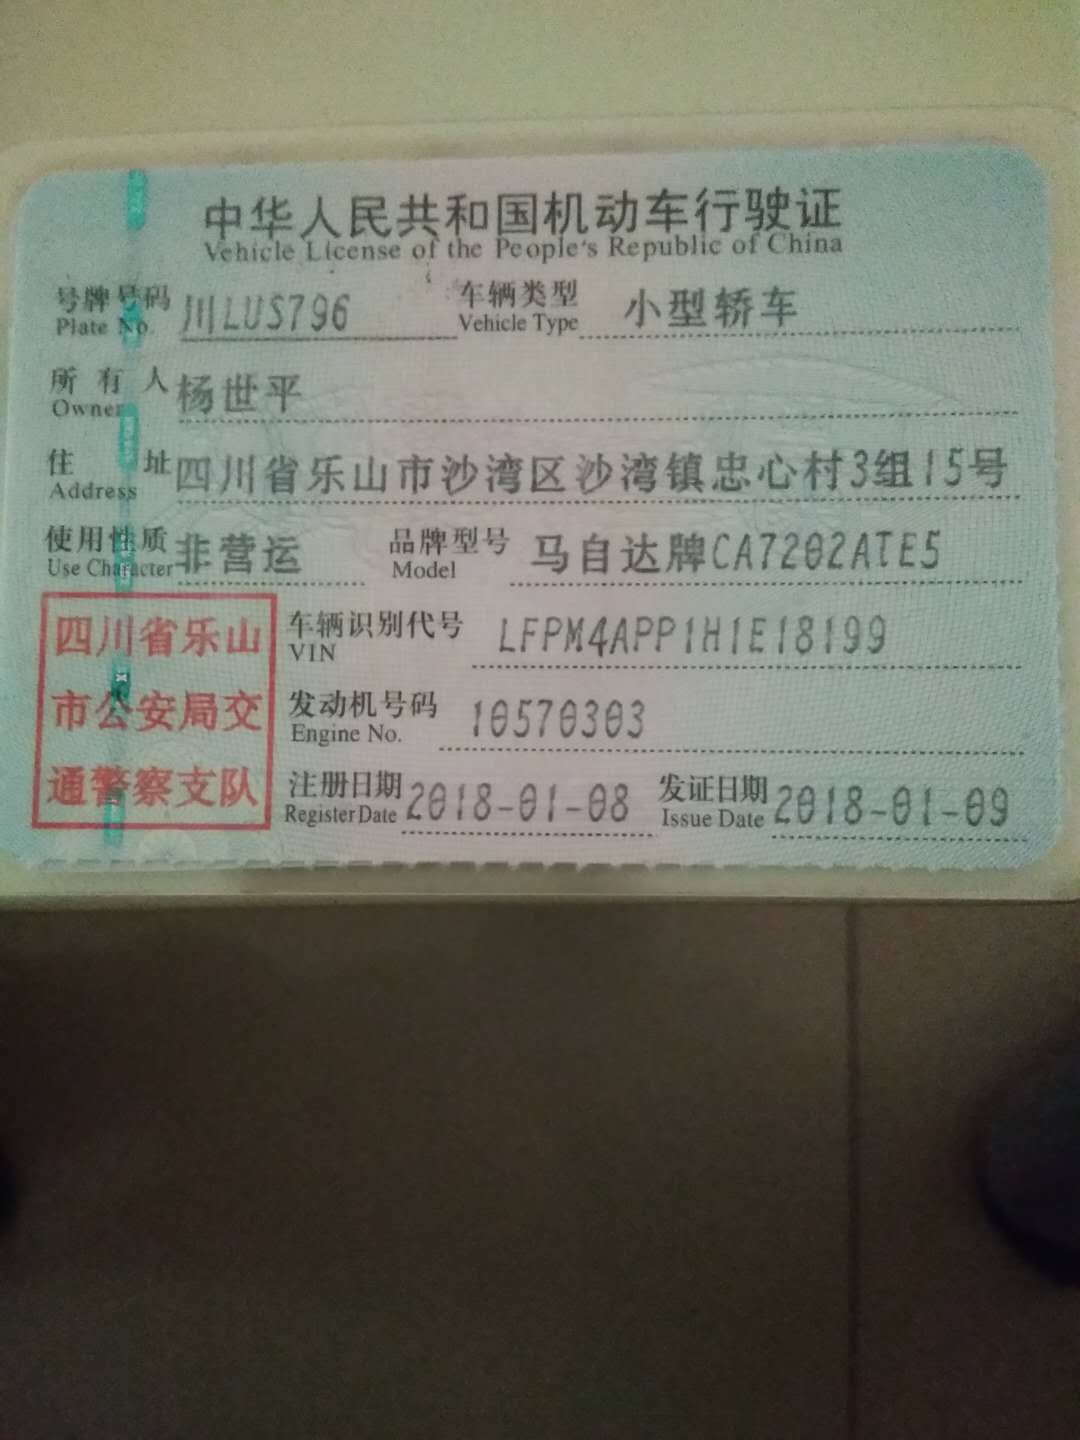 中华人民共和国机动车行驶证
Vehicle License of the People's Republic of China
号牌号码 川LUS796 车辆类型 小型轿车
Plate No. Vehicle Type
所有人 杨世平
Owner
住址 四川省乐山市沙湾区沙湾镇忠心村3组15号
Address
使用性质 非营运 品牌型号 马自达牌CA7202ATE5
Use Character Model
四川省乐山
市公安局交
通警察支队
车辆识别代号 LFPM4APP1H1E18199
VIN
发动机号码 10570303
Engine No.
注册日期 2018-01-08 发证日期 2018-01-09
Register Date Issue Date